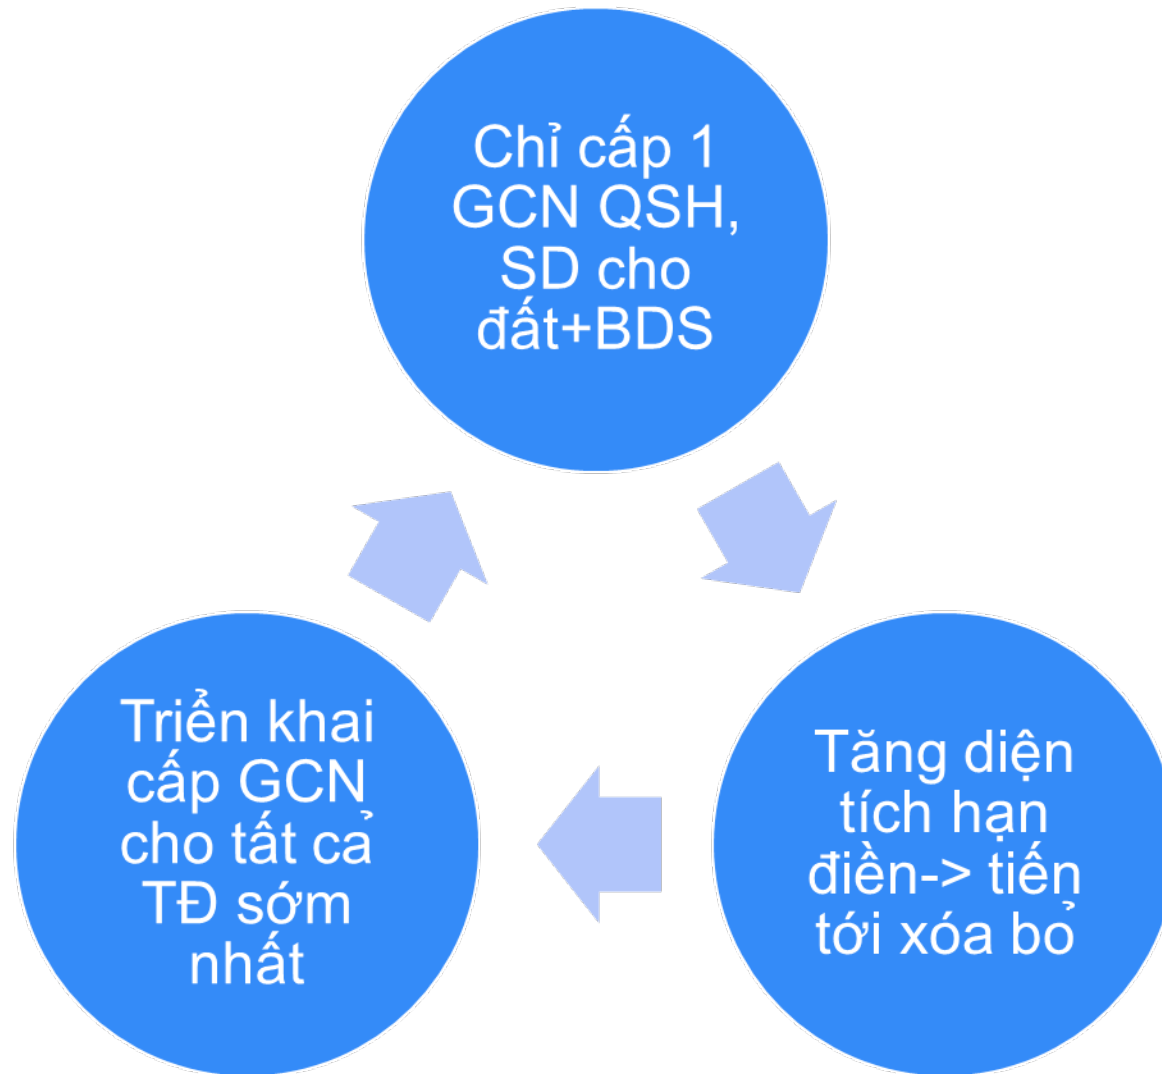 Chỉ cấp 1
GCN QSH,
SD cho
đất+BDS
Tăng diện
tích hạn
điền-> tiến
tới xóa bỏ
Triển khai
cấp GCN
cho tất cả
TĐ sớm
nhất